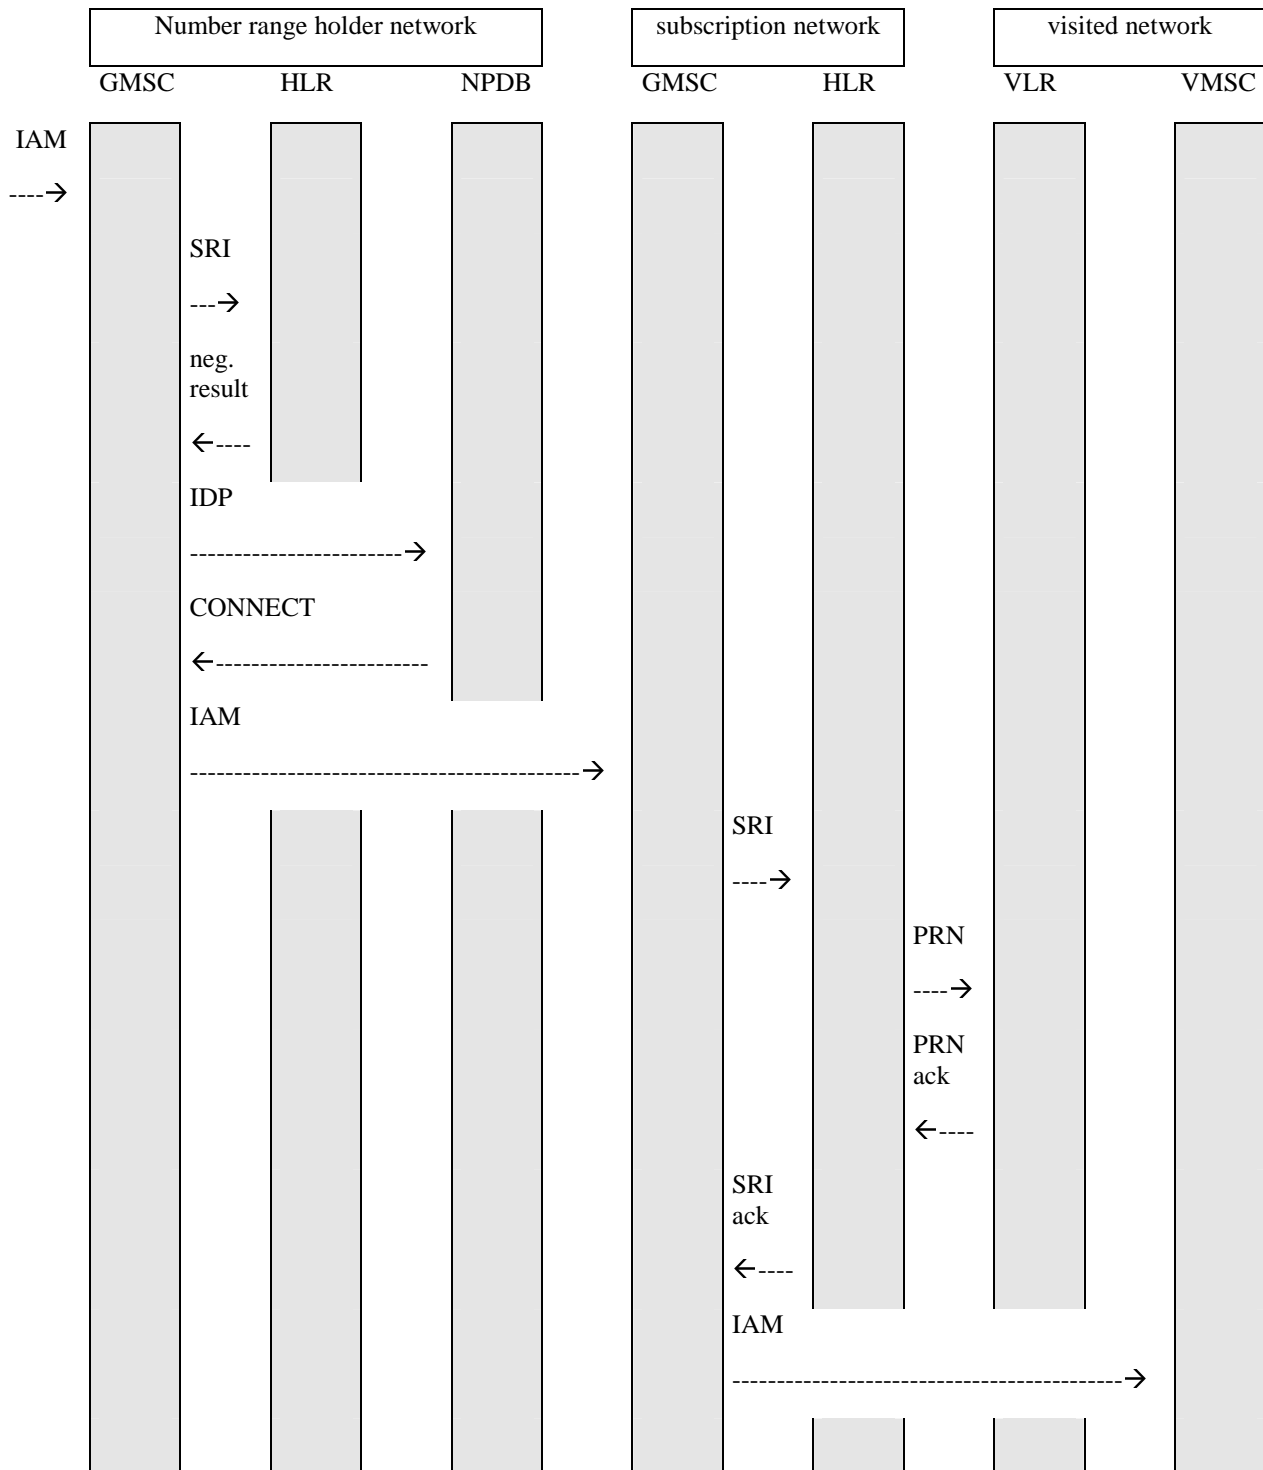 Number range holder network
subscription network
visited network
GMSC
HLR
NPDB
GMSC
HLR
VLR
VMSC
IAM
SRI
neg.
result
IDP
CONNECT
IAM
SRI
PRN
PRN
ack
SRI
ack
IAM